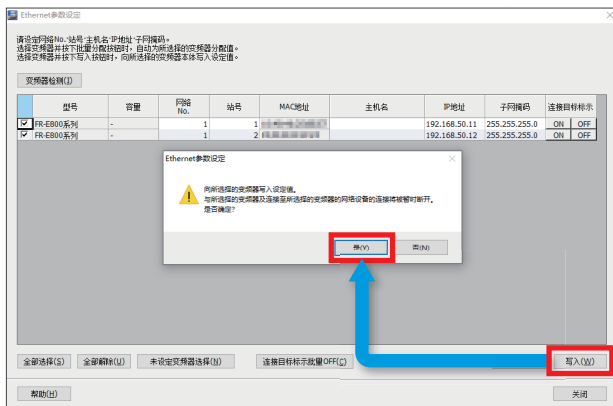 Ethernet参数设定
请设定网络No.·站号·主机名·IP地址·子网掩码。
选择变频器并按下批量分配按钮时，自动为所选择的变频器分配值。
选择变频器并按下写入按钮时，向所选择的变频器本体写入设定值。
变频器检测(J)
型号 容量 网络No. 站号 MAC地址 主机名 IP地址 子网掩码 连接目标标示
FR-E800系列 - 1 1 192.168.50.11 255.255.255.0 ON OFF
FR-E800系列 - 1 2 192.168.50.12 255.255.255.0 ON OFF
Ethernet参数设定
向所选择的变频器写入设定值。
与所选择的变频器及连接至所选择的变频器的网络设备的连接将被暂时断开。
是否确定?
是(Y) 否(N)
全部选择(S) 全部解除(U) 未设定变频器选择(N) 连接目标标示批量OFF(C) 写入(W)
帮助(H) 关闭